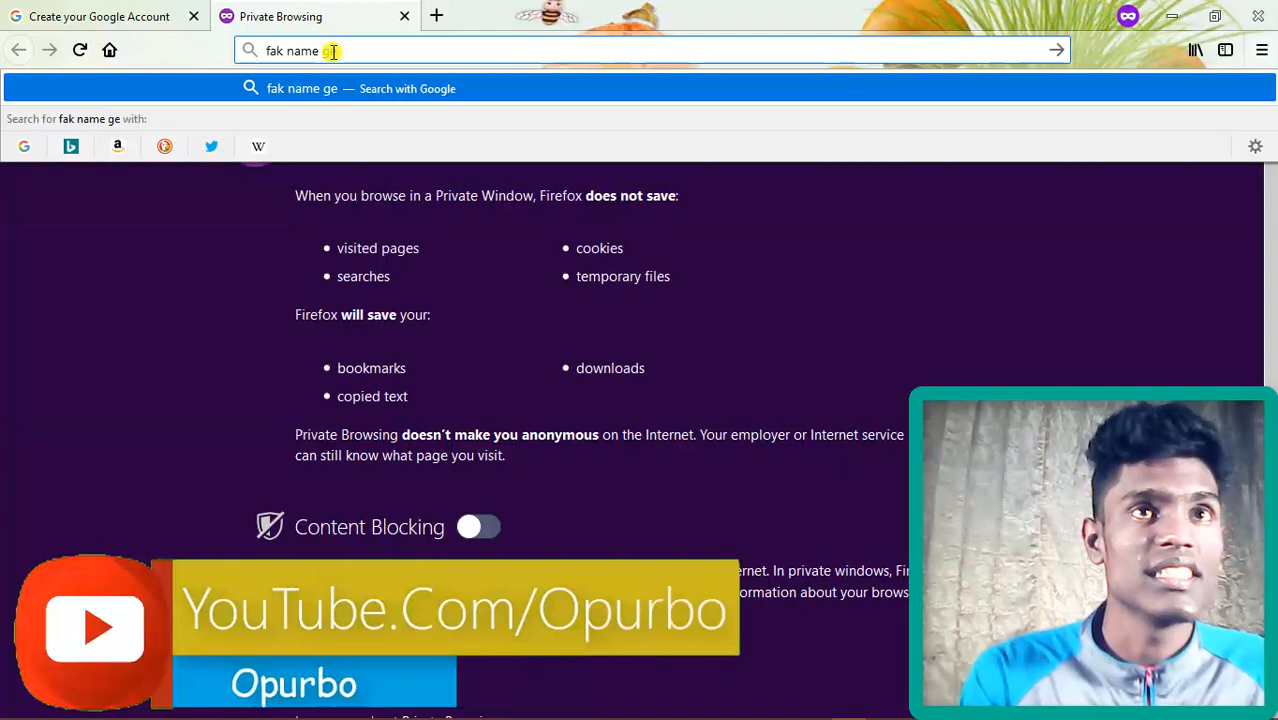 Create your Google Account
Private Browsing
fak name ge
fak name ge — Search with Google
Search for fak name ge with:
When you browse in a Private Window, Firefox does not save:
visited pages
cookies
searches
temporary files
Firefox will save your:
bookmarks
downloads
copied text
Private Browsing doesn't make you anonymous on the Internet. Your employer or Internet service
can still know what page you visit.
Content Blocking
ernet. In private windows, Fir
ormation about your brows
YouTube.Com/Opurbo
Opurbo